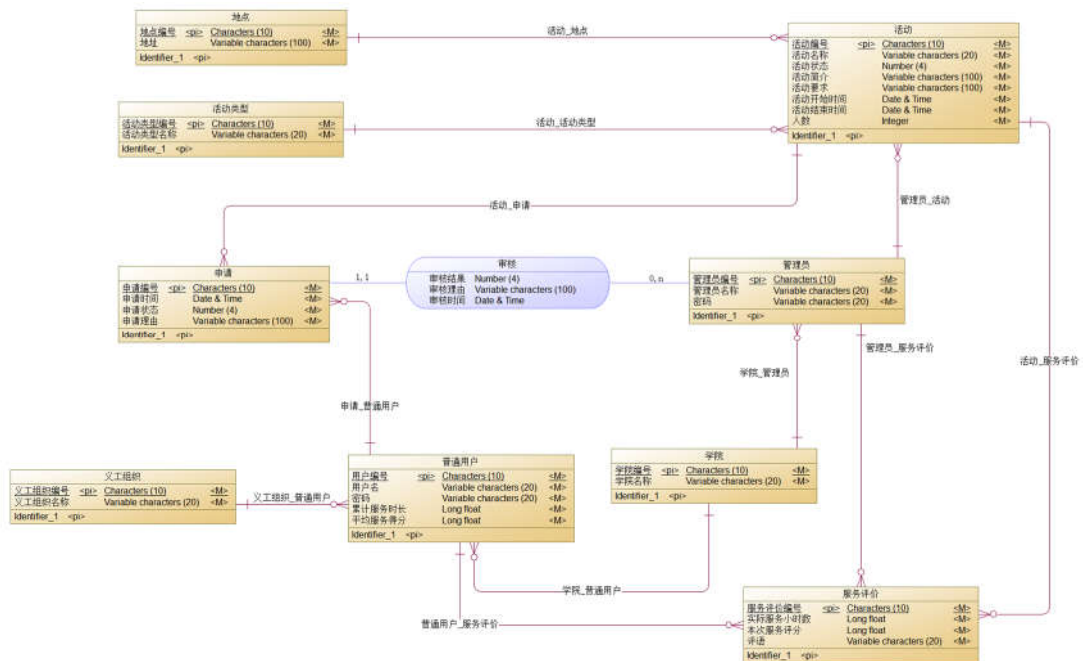 地点
地点编号 <pi> Characters (10) <M>
地址 Variable characters (100) <M>
Identifier_1 <pi>
活动_地点
活动
活动编号 <pi> Characters (10) <M>
活动名称 Variable characters (20) <M>
活动状态 Number (4) <M>
活动简介 Variable characters (100) <M>
活动要求 Variable characters (100) <M>
活动开始时间 Date & Time <M>
活动结束时间 Date & Time <M>
人数 Integer <M>
Identifier_1 <pi>
活动类型
活动类型编号 <pi> Characters (10) <M>
活动类型名称 Variable characters (20) <M>
Identifier_1 <pi>
活动_活动类型
活动_申请
管理员_活动
申请
申请编号 <pi> Characters (10) <M>
申请时间 Date & Time <M>
申请状态 Number (4) <M>
申请理由 Variable characters (100) <M>
Identifier_1 <pi>
1,1
审核
审核结果 Number (4)
审核理由 Variable characters (100)
审核时间 Date & Time
0,n
管理员
管理员编号 <pi> Characters (10) <M>
管理员名称 Variable characters (20) <M>
密码 Variable characters (20) <M>
Identifier_1 <pi>
管理员_服务评价
活动_服务评价
学院_管理员
申请_普通用户
义工组织
义工组织编号 <pi> Characters (10) <M>
义工组织名称 Variable characters (20) <M>
Identifier_1 <pi>
义工组织_普通用户
普通用户
用户编号 <pi> Characters (10) <M>
用户名 Variable characters (20) <M>
密码 Variable characters (20) <M>
累计服务时长 Long float <M>
平均服务得分 Long float <M>
Identifier_1 <pi>
学院
学院编号 <pi> Characters (10) <M>
学院名称 Variable characters (20) <M>
Identifier_1 <pi>
学院_普通用户
普通用户_服务评价
服务评价
服务评价编号 <pi> Characters (10) <M>
实际服务小时数 Long float <M>
本次服务评分 Long float <M>
评语 Variable characters (20) <M>
Identifier_1 <pi>